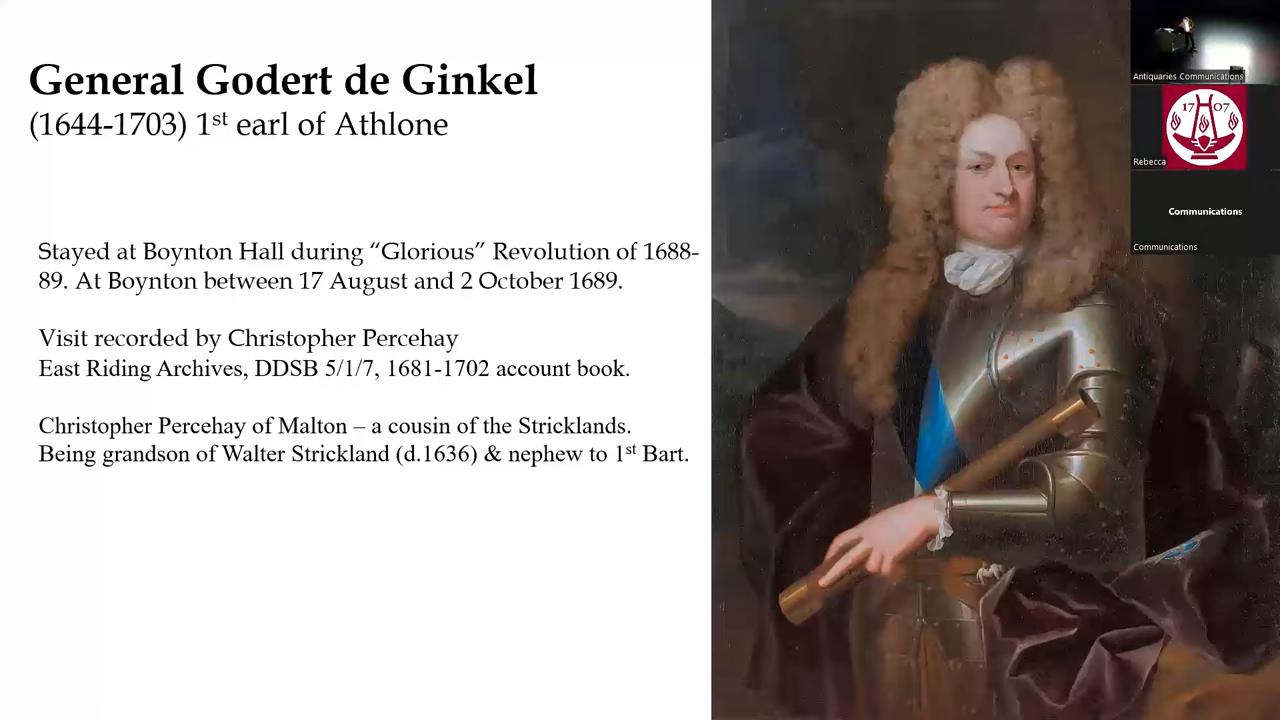 General Godert de Ginkel
(1644-1703) 1st earl of Athlone
Stayed at Boynton Hall during “Glorious” Revolution of 1688-
89. At Boynton between 17 August and 2 October 1689.
Visit recorded by Christopher Percehay
East Riding Archives, DDSB 5/1/7, 1681-1702 account book.
Christopher Percehay of Malton – a cousin of the Stricklands.
Being grandson of Walter Strickland (d.1636) & nephew to 1st Bart.
Antiquaries Communications
17 07
Rebecca
Communications
Communications